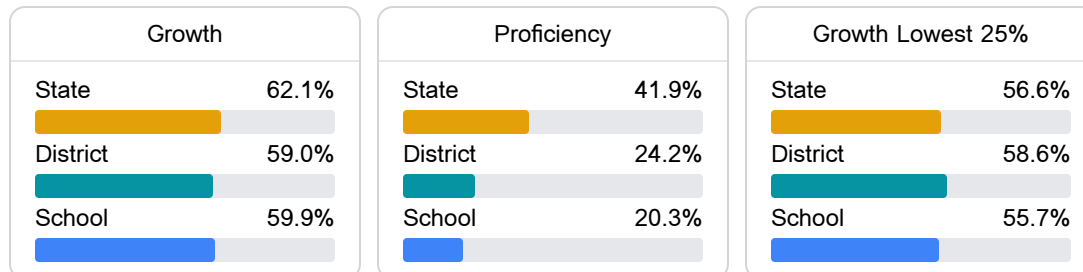 Growth
State 62.1%
District 59.0%
School 59.9%
Proficiency
State 41.9%
District 24.2%
School 20.3%
Growth Lowest 25%
State 56.6%
District 58.6%
School 55.7%